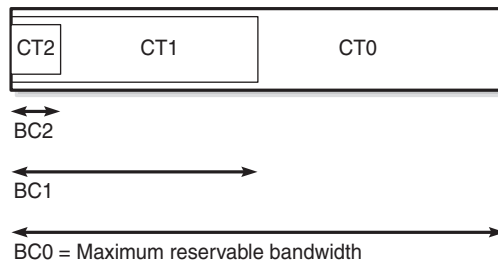 CT2 CT1 CT0
BC2
BC1
BC0 = Maximum reservable bandwidth